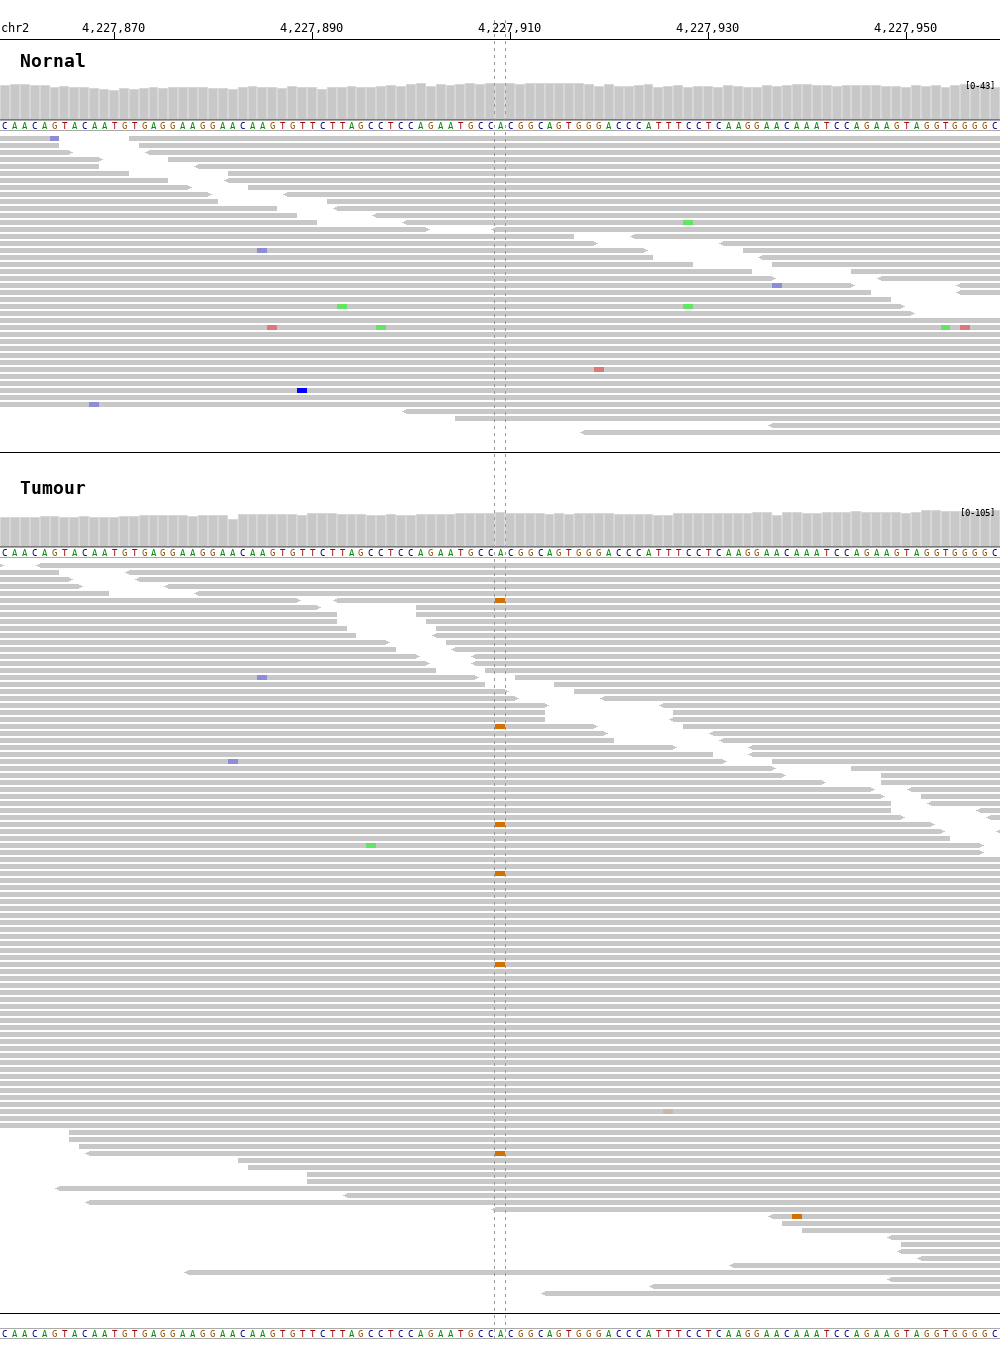 chr2 4,227,870 4,227,890 4,227,910 4,227,930 4,227,950
Nornal
[0-43]
CAACAGTACAATGTGAGGAAGGAACAAGTGTTCTTAGCCTCCAGAATGCCACGGCAGTGGGACCCATTTCCTCAAGGAACAAATCCAGAAGTAGGTGGGGC
Tumour
[0-105]
CAACAGTACAATGTGAGGAAGGAACAAGTGTTCTTAGCCTCCAGAATGCCACGGCAGTGGGACCCATTTCCTCAAGGAACAAATCCAGAAGTAGGTGGGGC
CAACAGTACAATGTGAGGAAGGAACAAGTGTTCTTAGCCTCCAGAATGCCACGGCAGTGGGACCCATTTCCTCAAGGAACAAATCCAGAAGTAGGTGGGGC